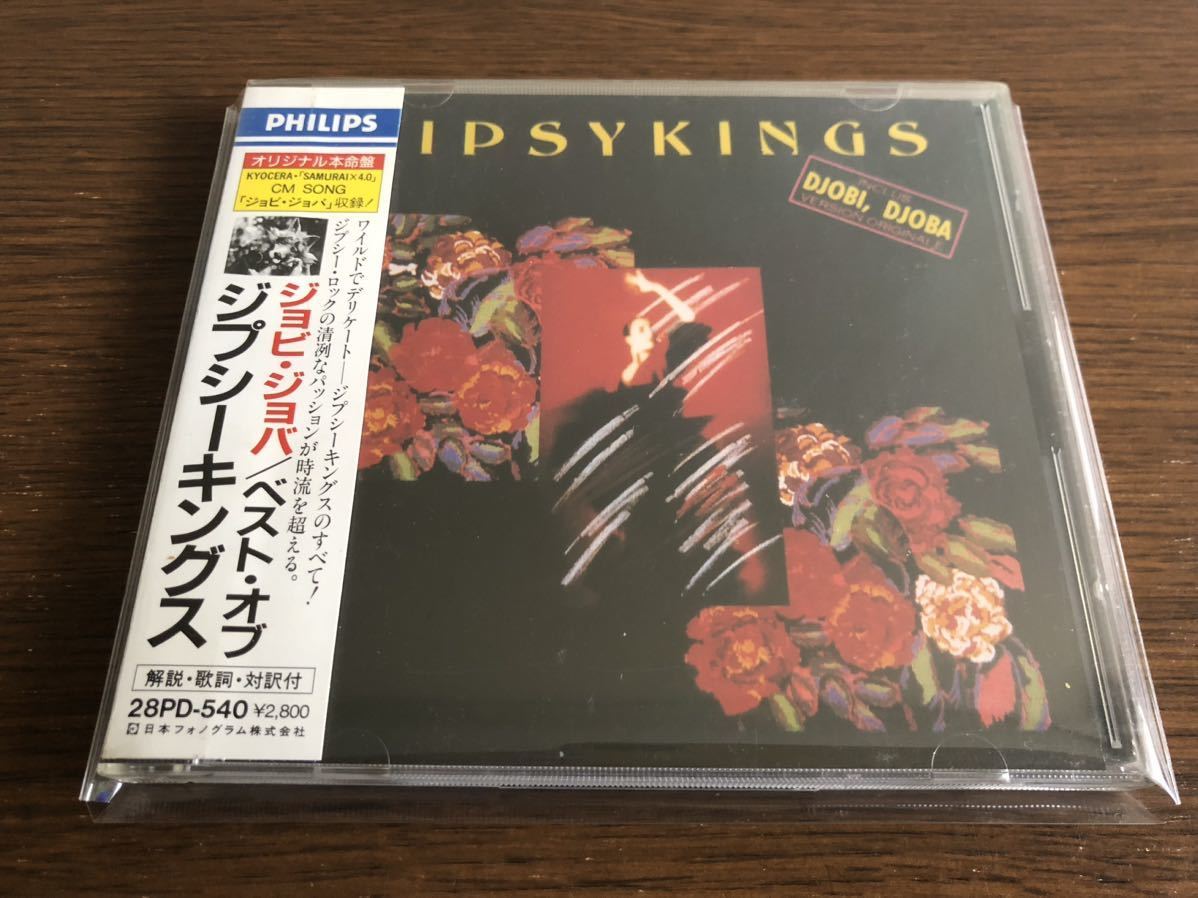 PHILIPS
オリジナル本命盤
KYOCERA・「SAMURAI×4.0」
CM SONG
「ジョビ・ジョバ」収録!
ワイルドでデリケート―ジプシーキングスのすべて!
ジプシー・ロックの清冽なパッションが時流を超える。
ジョビ・ジョバ/ベスト・オブ
ジプシーキングス
解説・歌詞・対訳付
28PD-540 ¥2,800
日本フォノグラム株式会社
IPSYKINGS
INCLUS
DJOBI, DJOBA
VERSION ORIGINALE